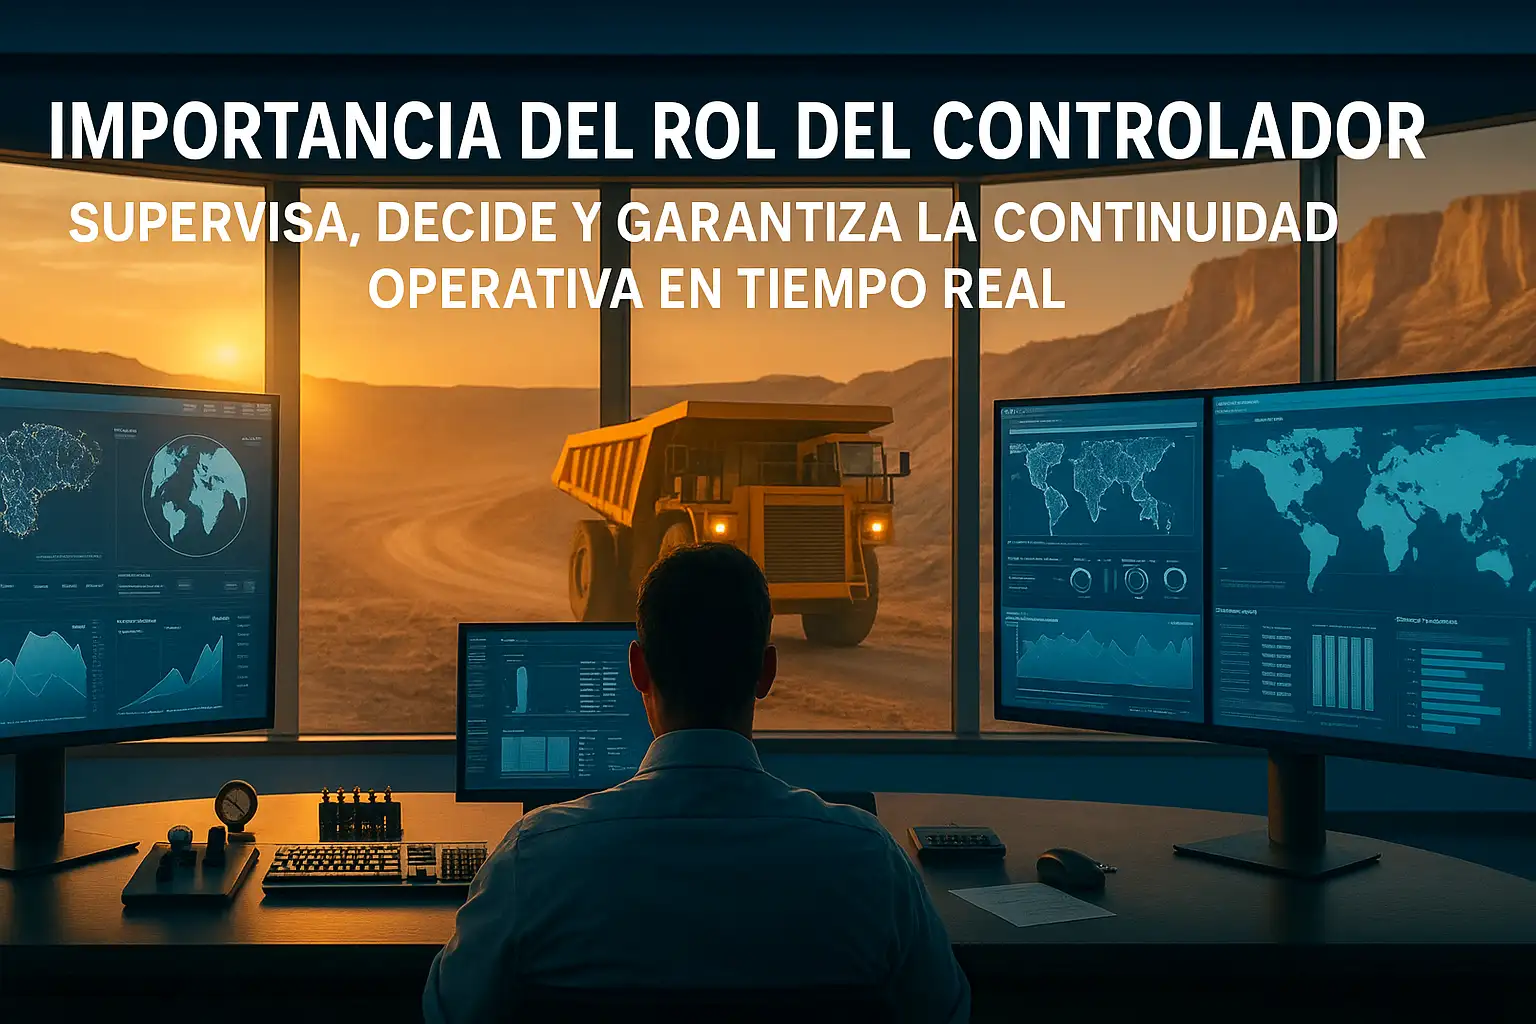 IMPORTANCIA DEL ROL DEL CONTROLADOR
SUPERVISA, DECIDE Y GARANTIZA LA CONTINUIDAD
OPERATIVA EN TIEMPO REAL